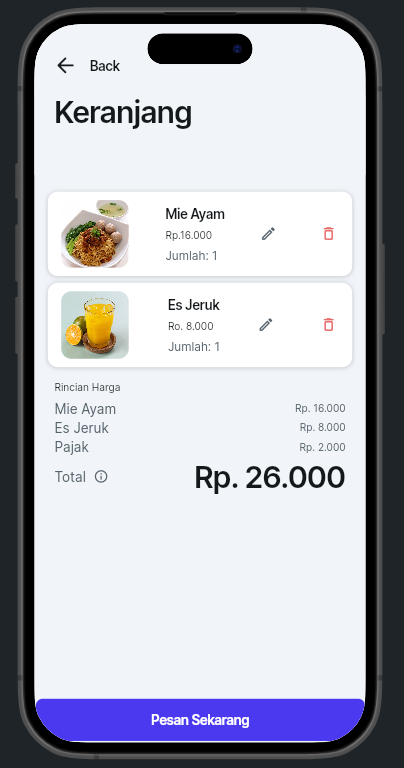 Back
Keranjang
Mie Ayam
Rp.16.000
Jumlah: 1
Es Jeruk
Ro. 8.000
Jumlah: 1
Rincian Harga
Mie Ayam Rp. 16.000
Es Jeruk Rp. 8.000
Pajak Rp. 2.000
Total Rp. 26.000
Pesan Sekarang